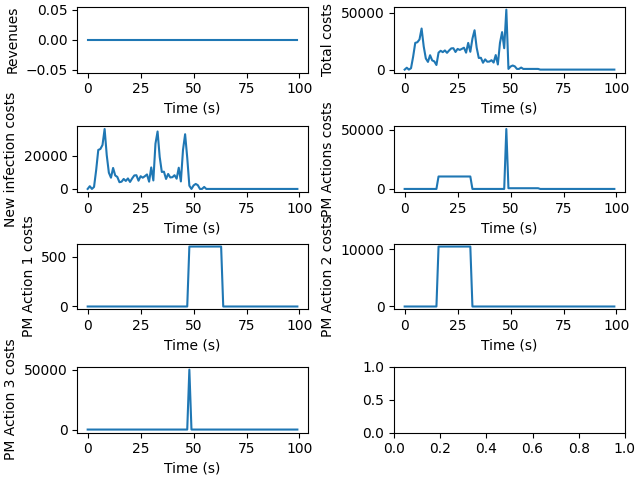 Revenues
0.05
0.00
−0.05
0 25 50 75 100
Time (s)
Total costs
50000
0
0 25 50 75 100
Time (s)
New infection costs
20000
0
0 25 50 75 100
Time (s)
PM Actions costs
50000
0
0 25 50 75 100
Time (s)
PM Action 1 costs
500
0
0 25 50 75 100
Time (s)
PM Action 2 costs
10000
0
0 25 50 75 100
Time (s)
PM Action 3 costs
50000
0
0 25 50 75 100
Time (s)
1.0
0.5
0.0
0.0 0.2 0.4 0.6 0.8 1.0